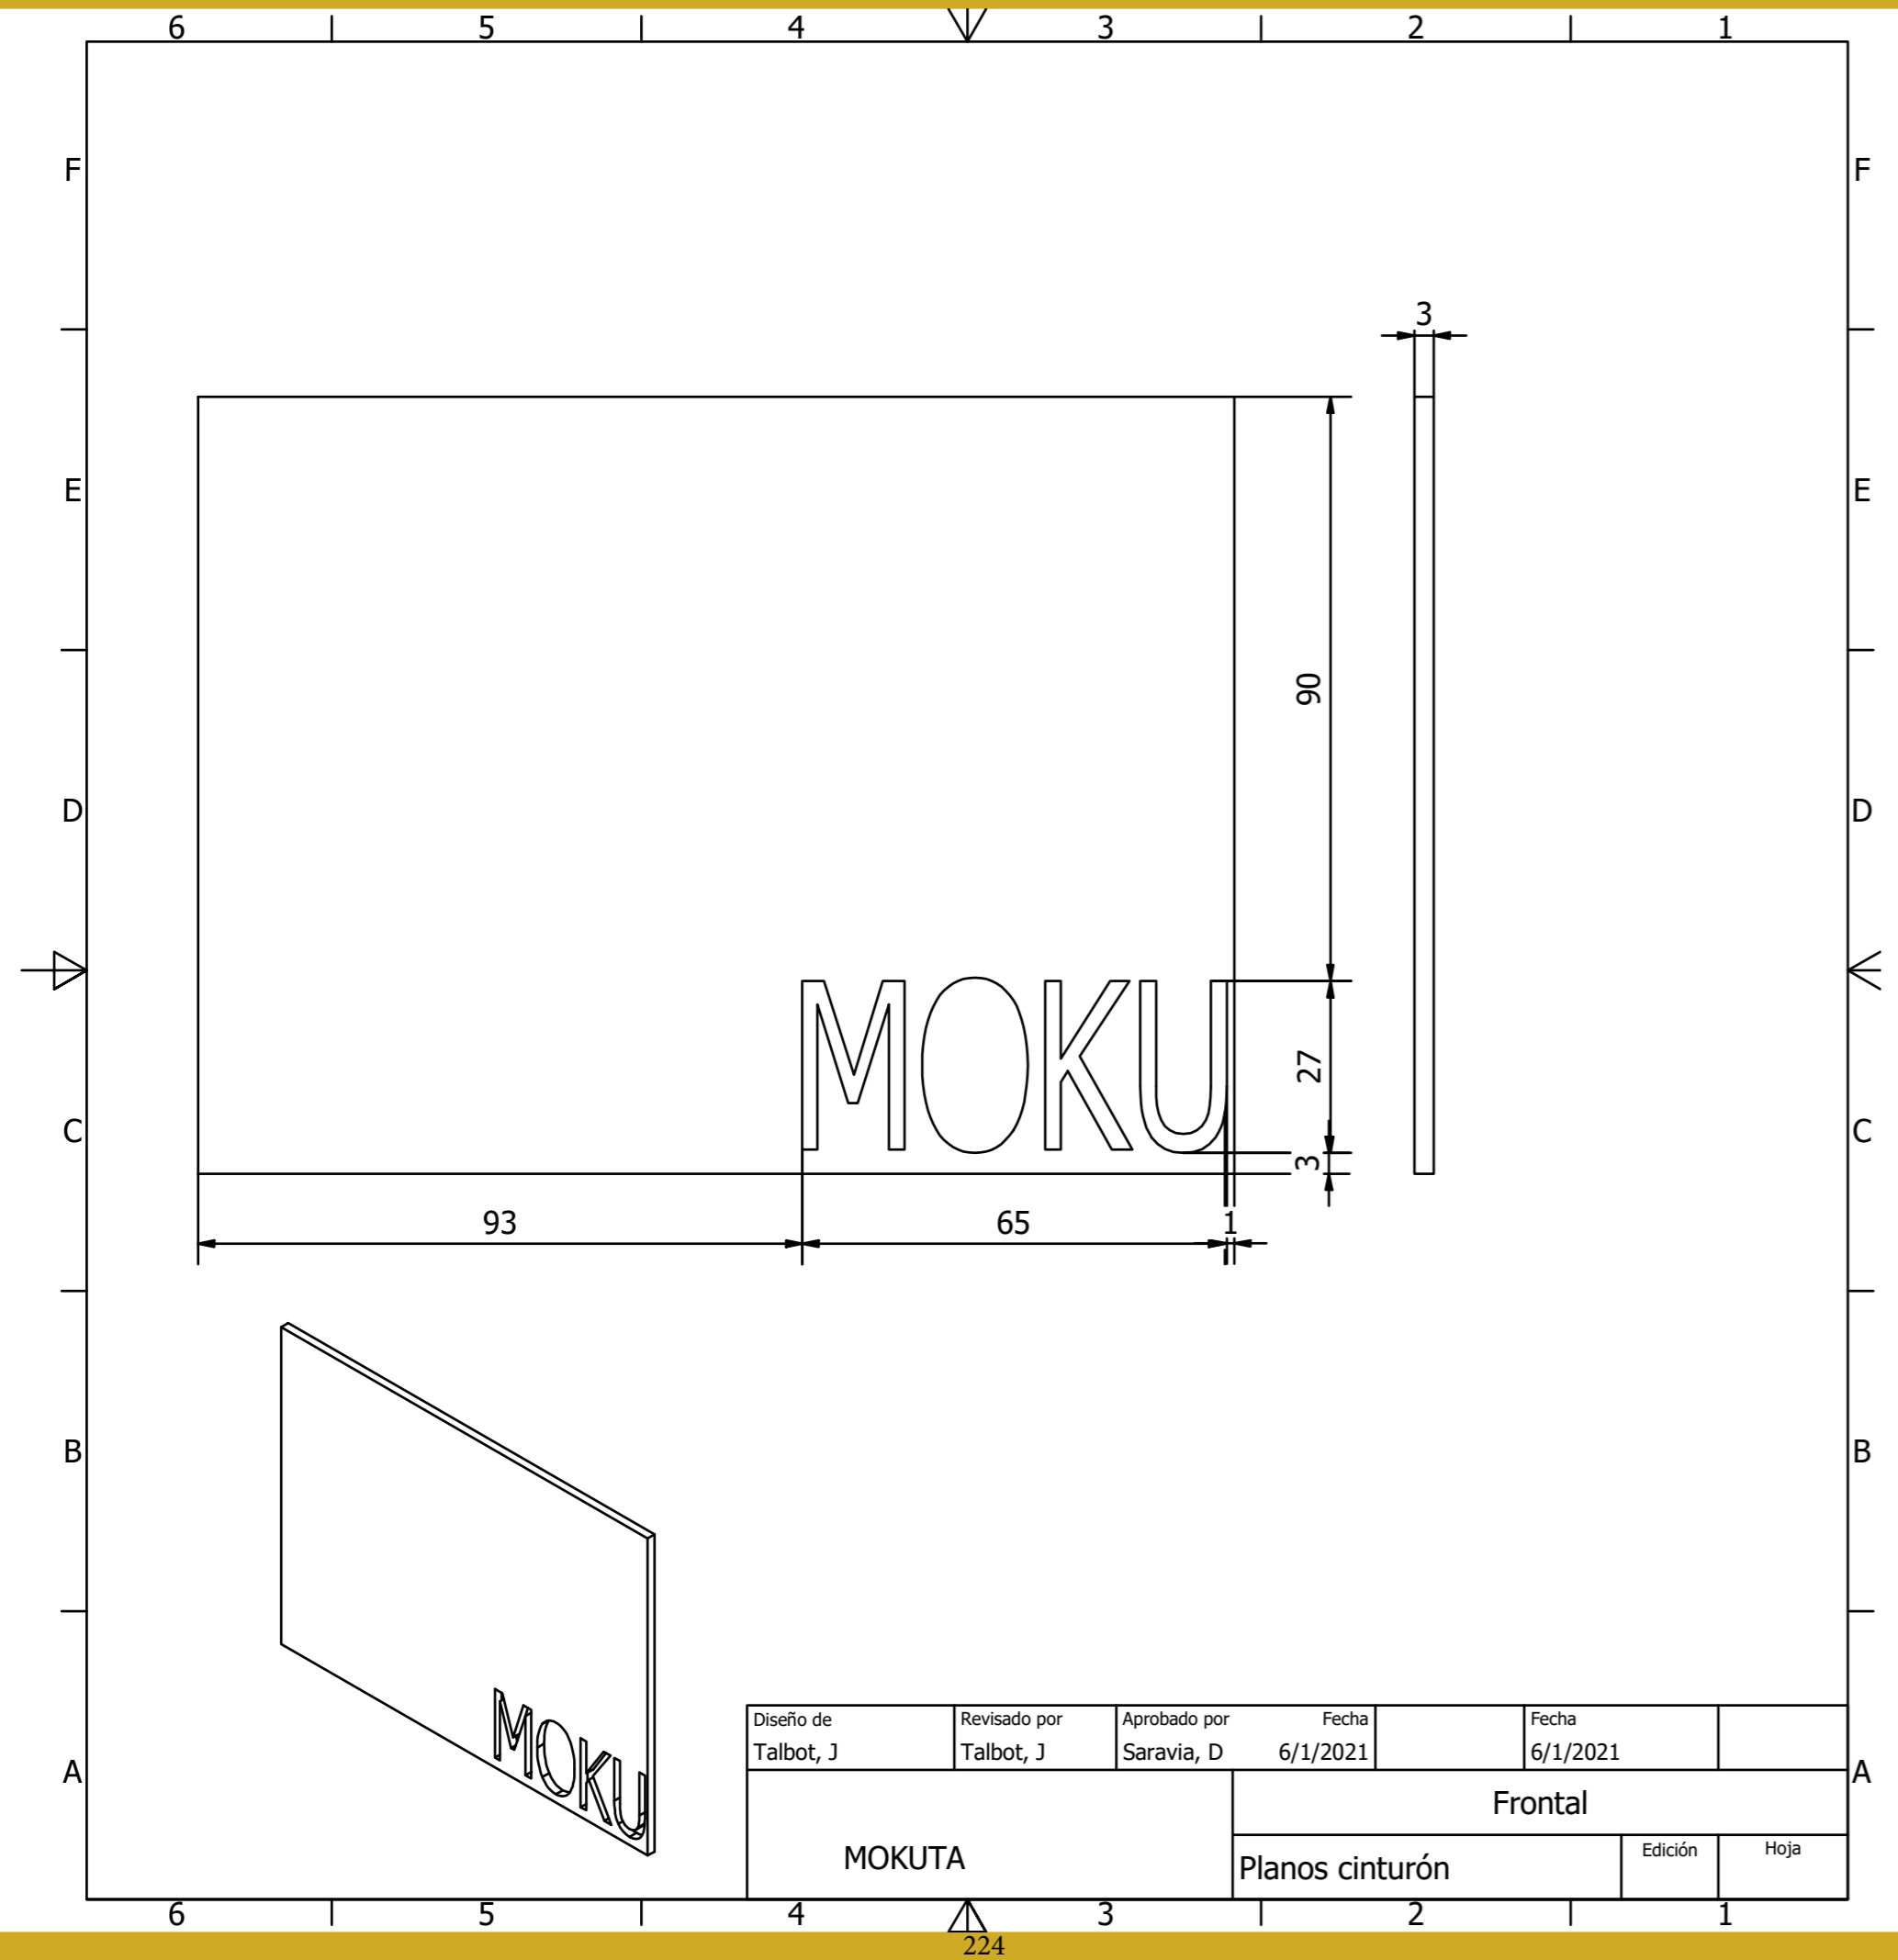 6 5 4 3 2 1
F F
3
E E
90
D D
MOKU
27
C C
3
93 65 1
B B
MOKU
Diseño de Revisado por Aprobado por Fecha Fecha
Talbot, J Talbot, J Saravia, D 6/1/2021 6/1/2021
A A
Frontal
MOKUTA Planos cinturón Edición Hoja
6 5 4 3 2 1
224